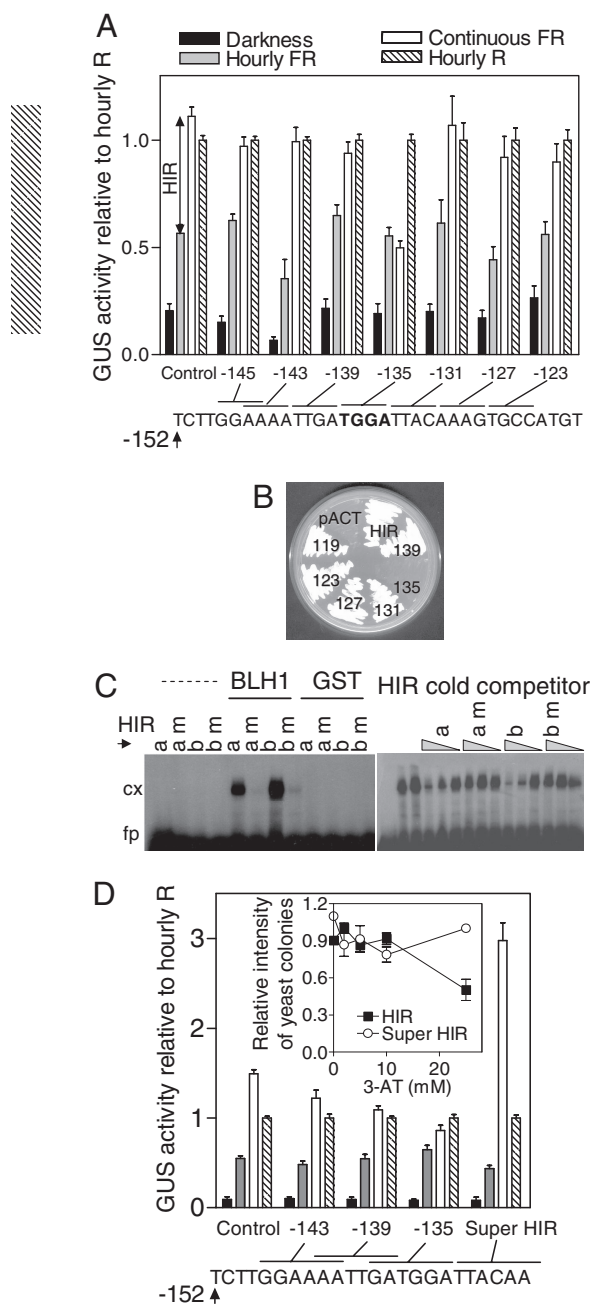 A
Darkness
Hourly FR
Continuous FR
Hourly R
GUS activity relative to hourly R
1.0
0.5
0.0
HIR
Control -145 -143 -139 -135 -131 -127 -123
TCTTGGAAAATTGATGGATTACAAAGTGCCATGT
-152
B
pACT
HIR
119
139
123
135
127
131
C
------- BLH1 GST
HIR
a am b bm a am b bm a am b bm
cx
fp
HIR cold competitor
a am b bm
D
GUS activity relative to hourly R
3
2
1
0
Relative intensity
of yeast colonies
1.2
0.9
0.6
0.3
0.0
HIR
Super HIR
0 10 20
3-AT (mM)
Control -143 -139 -135 Super HIR
TCTTGGAAAATTGATGGATTACAA
-152